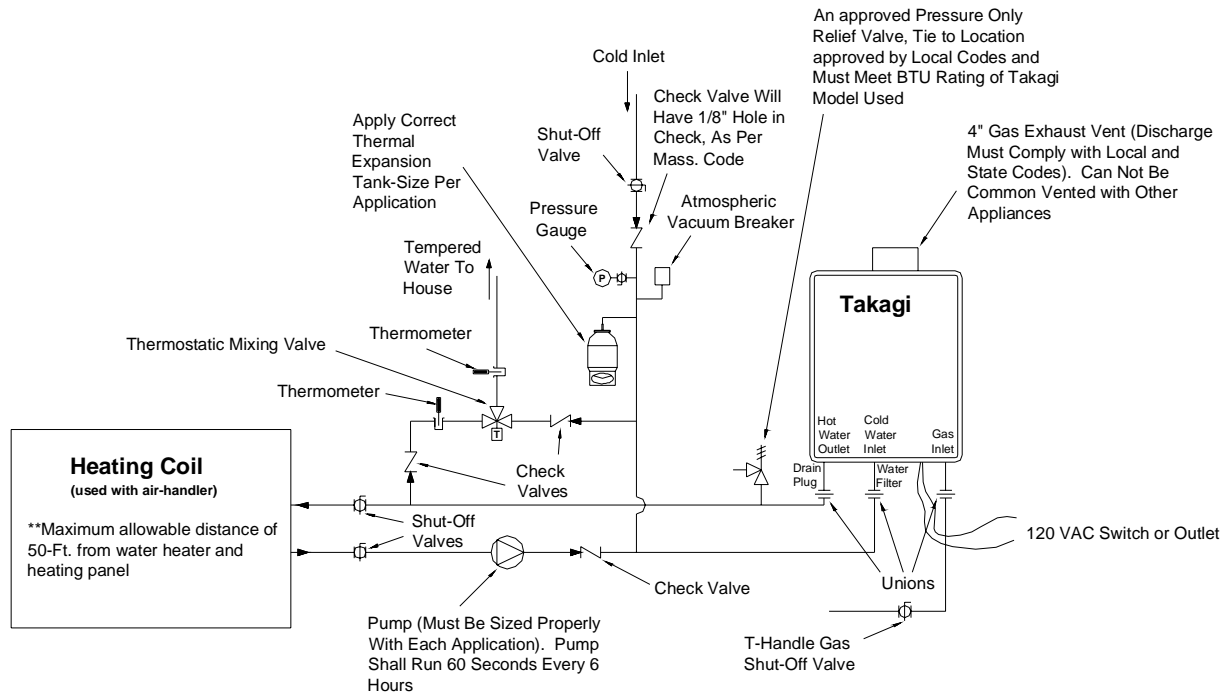 An approved Pressure Only
Relief Valve, Tie to Location
approved by Local Codes and
Must Meet BTU Rating of Takagi
Model Used
Cold Inlet
Check Valve Will
Have 1/8" Hole in
Check, As Per
Mass. Code
Apply Correct
Thermal
Expansion
Tank-Size Per
Application
Shut-Off
Valve
4" Gas Exhaust Vent (Discharge
Must Comply with Local and
State Codes). Can Not Be
Common Vented with Other
Appliances
Pressure
Gauge
Atmospheric
Vacuum Breaker
P
Tempered
Water To
House
Takagi
Thermometer
Thermostatic Mixing Valve
Thermometer
T
Hot
Water
Outlet
Cold
Water
Inlet
Gas
Inlet
Heating Coil
(used with air-handler)
**Maximum allowable distance of
50-Ft. from water heater and
heating panel
Check
Valves
Drain
Plug
Water
Filter
Shut-Off
Valves
120 VAC Switch or Outlet
Check Valve
Unions
Pump (Must Be Sized Properly
With Each Application). Pump
Shall Run 60 Seconds Every 6
Hours
T-Handle Gas
Shut-Off Valve